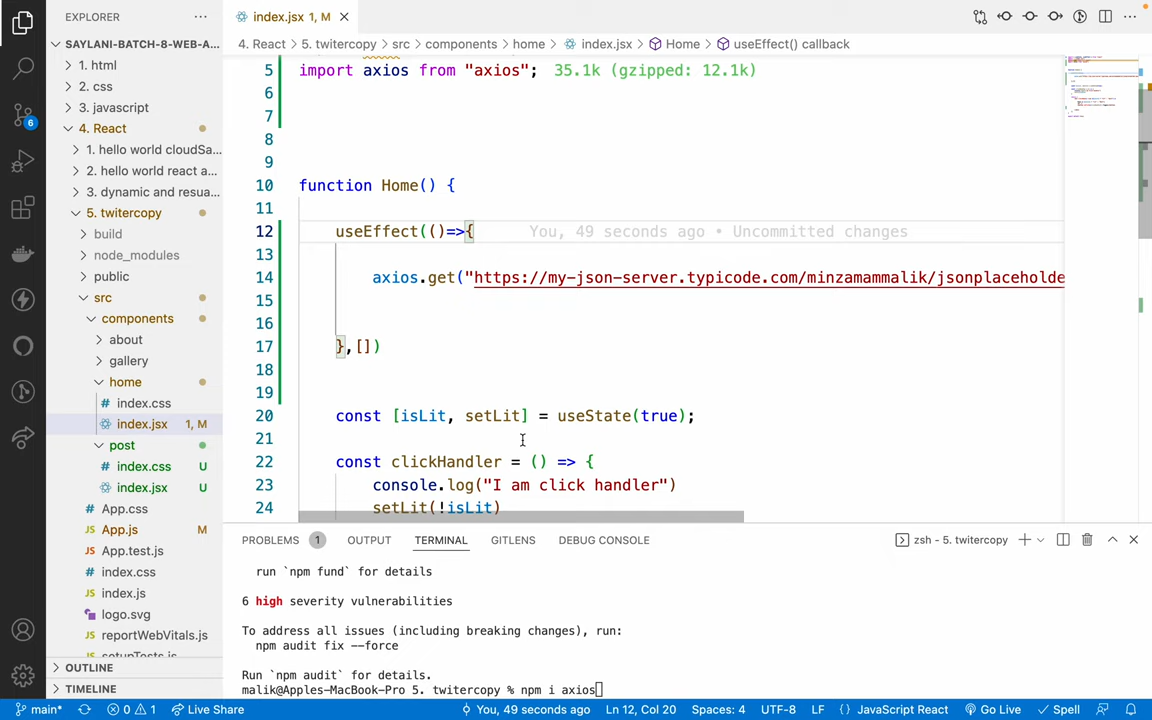 EXPLORER
SAYLANI-BATCH-8-WEB-A...
1. html
2. css
3. javascript
4. React
1. hello world cloudSa...
2. hello world react a...
3. dynamic and resua...
5. twitercopy
build
node_modules
public
src
components
about
gallery
home
# index.css
index.jsx 1, M
post
# index.css U
index.jsx U
# App.css
JS App.js M
JS App.test.js
# index.css
JS index.js
logo.svg
JS reportWebVitals.js
JS setupTests.js
OUTLINE
TIMELINE
6
index.jsx 1, M
4. React > 5. twitercopy > src > components > home > index.jsx > Home > useEffect() callback
5 import axios from "axios"; 35.1k (gzipped: 12.1k)
6
7
8
9
10 function Home() {
11
12 useEffect(()=>{ You, 49 seconds ago • Uncommitted changes
13
14 axios.get("https://my-json-server.typicode.com/minzamammalik/jsonplaceholde
15
16
17 },[])
18
19
20 const [isLit, setLit] = useState(true);
21
22 const clickHandler = () => {
23 console.log("I am click handler")
24 setLit(!isLit)
PROBLEMS 1 OUTPUT TERMINAL GITLENS DEBUG CONSOLE zsh - 5. twitercopy
run `npm fund` for details
6 high severity vulnerabilities
To address all issues (including breaking changes), run:
npm audit fix --force
Run `npm audit` for details.
malik@Apples-MacBook-Pro 5. twitercopy % npm i axios
main* 0 1 Live Share You, 49 seconds ago Ln 12, Col 20 Spaces: 4 UTF-8 LF {} JavaScript React Go Live Spell